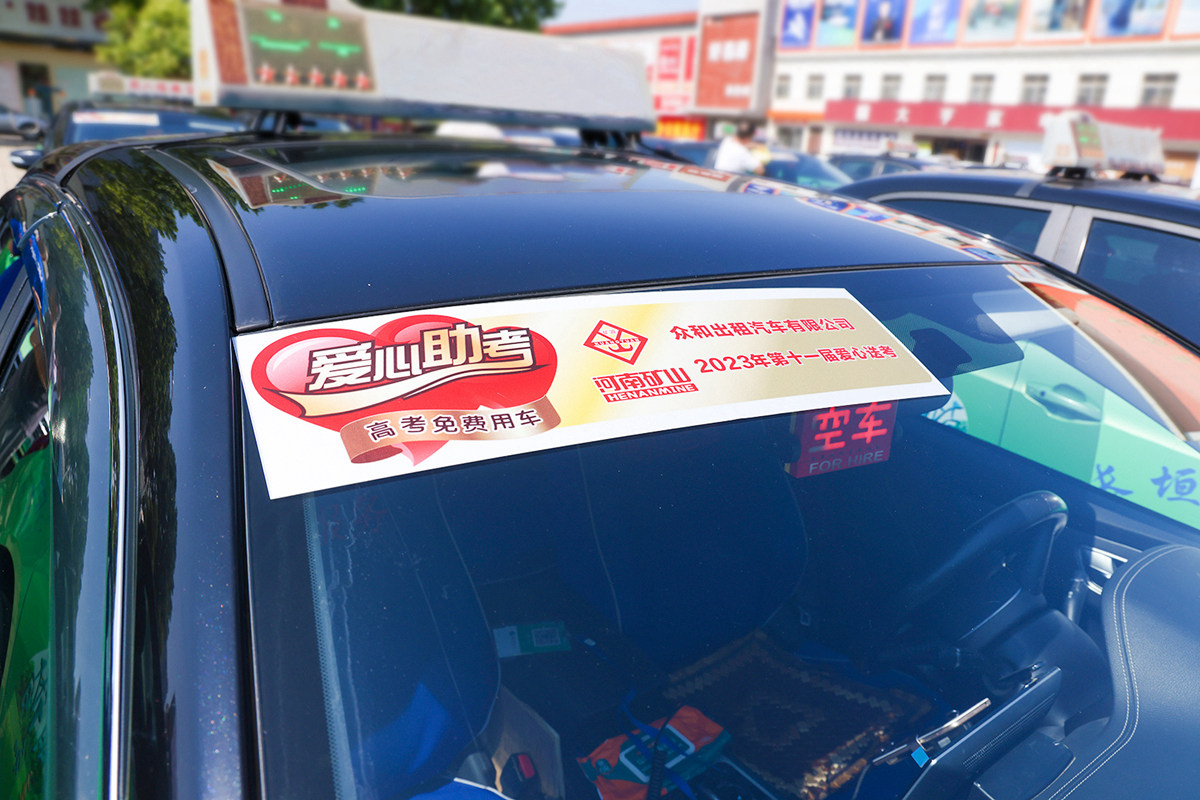 爱心助考
高考免费用车
河南矿山
HENANMINE
众和出租汽车有限公司
2023年第十一届爱心送考
空车
FOR HIRE
长垣